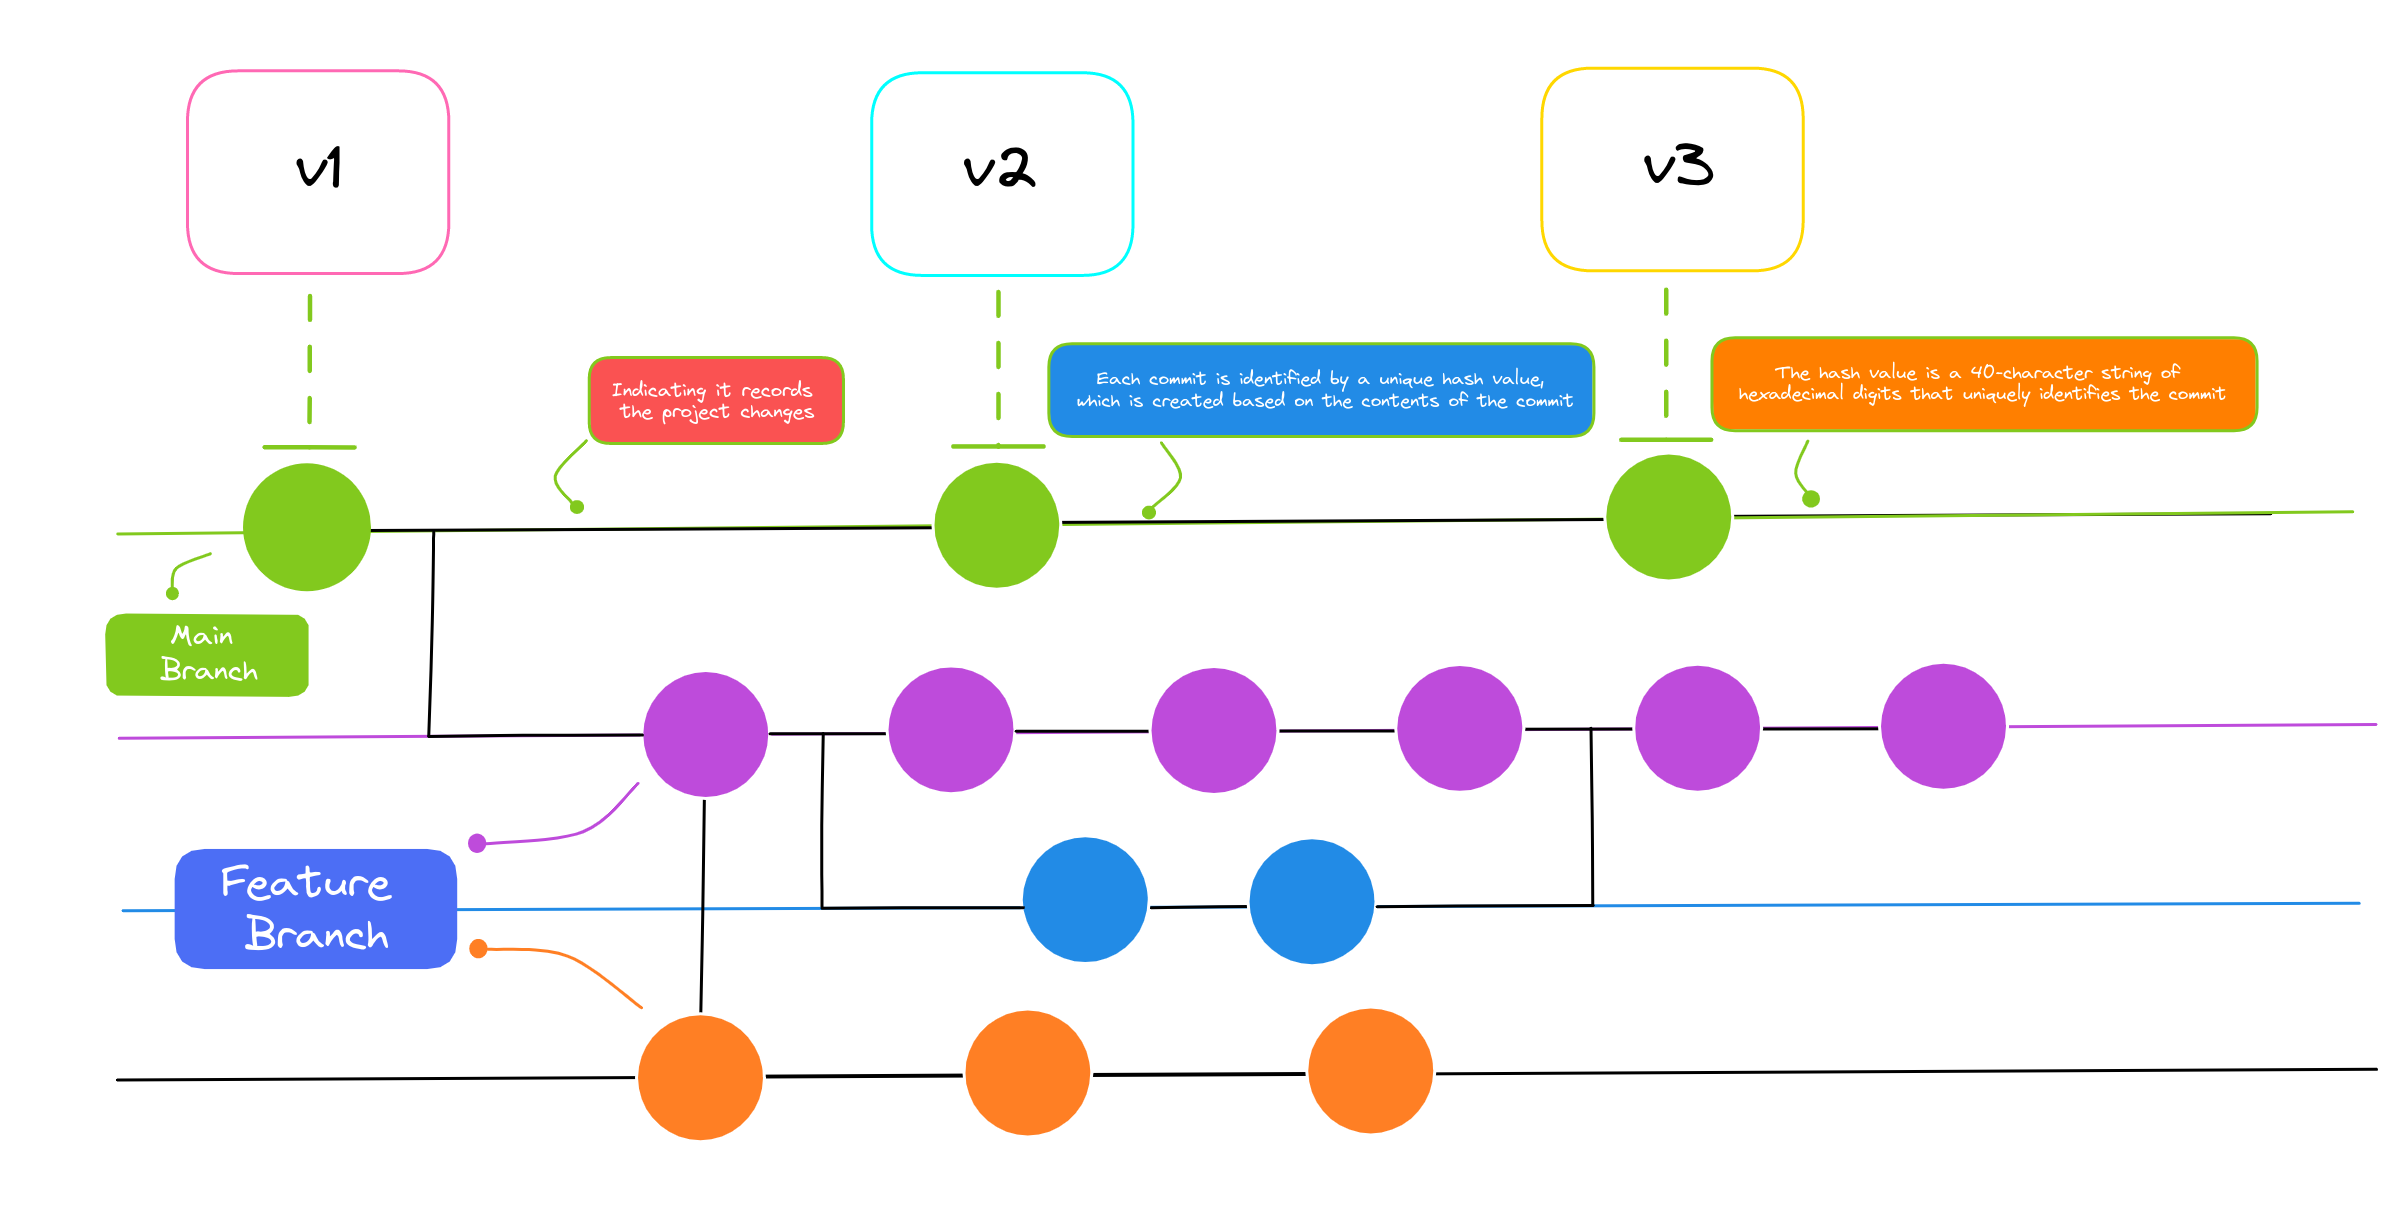 v1
v2
v3
Indicating it records
the project changes
Each commit is identified by a unique hash value,
which is created based on the contents of the commit
The hash value is a 40-character string of
hexadecimal digits that uniquely identifies the commit
Main
Branch
Feature
Branch